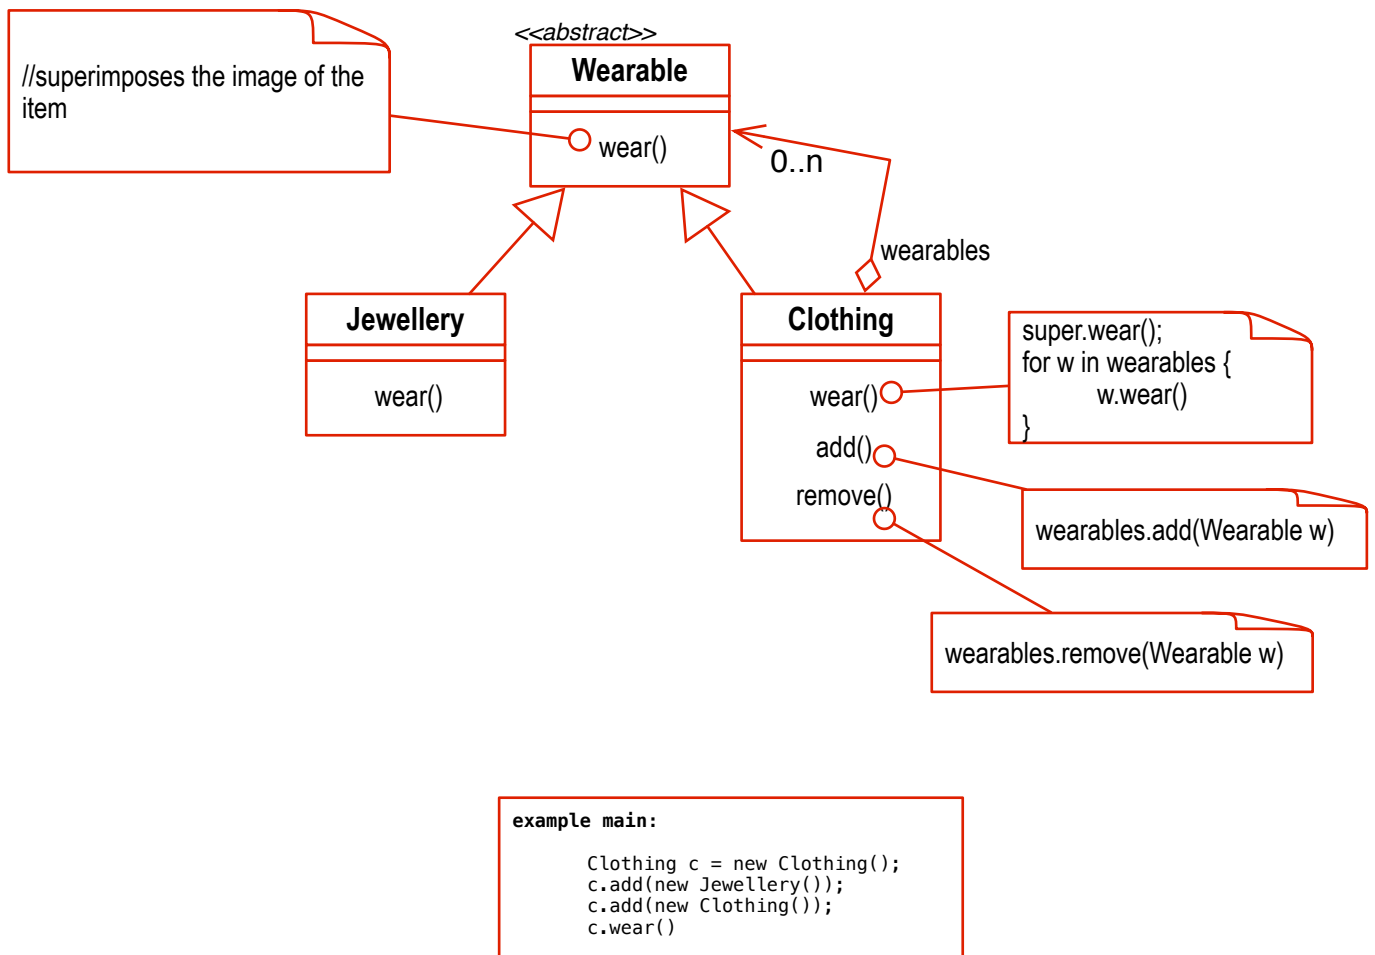 //superimposes the image of the
item
<<abstract>>
Wearable
wear()
0..n
wearables
Jewellery
wear()
Clothing
wear()
add()
remove()
super.wear();
for w in wearables {
w.wear()
}
wearables.add(Wearable w)
wearables.remove(Wearable w)
example main:
Clothing c = new Clothing();
c.add(new Jewellery());
c.add(new Clothing());
c.wear()